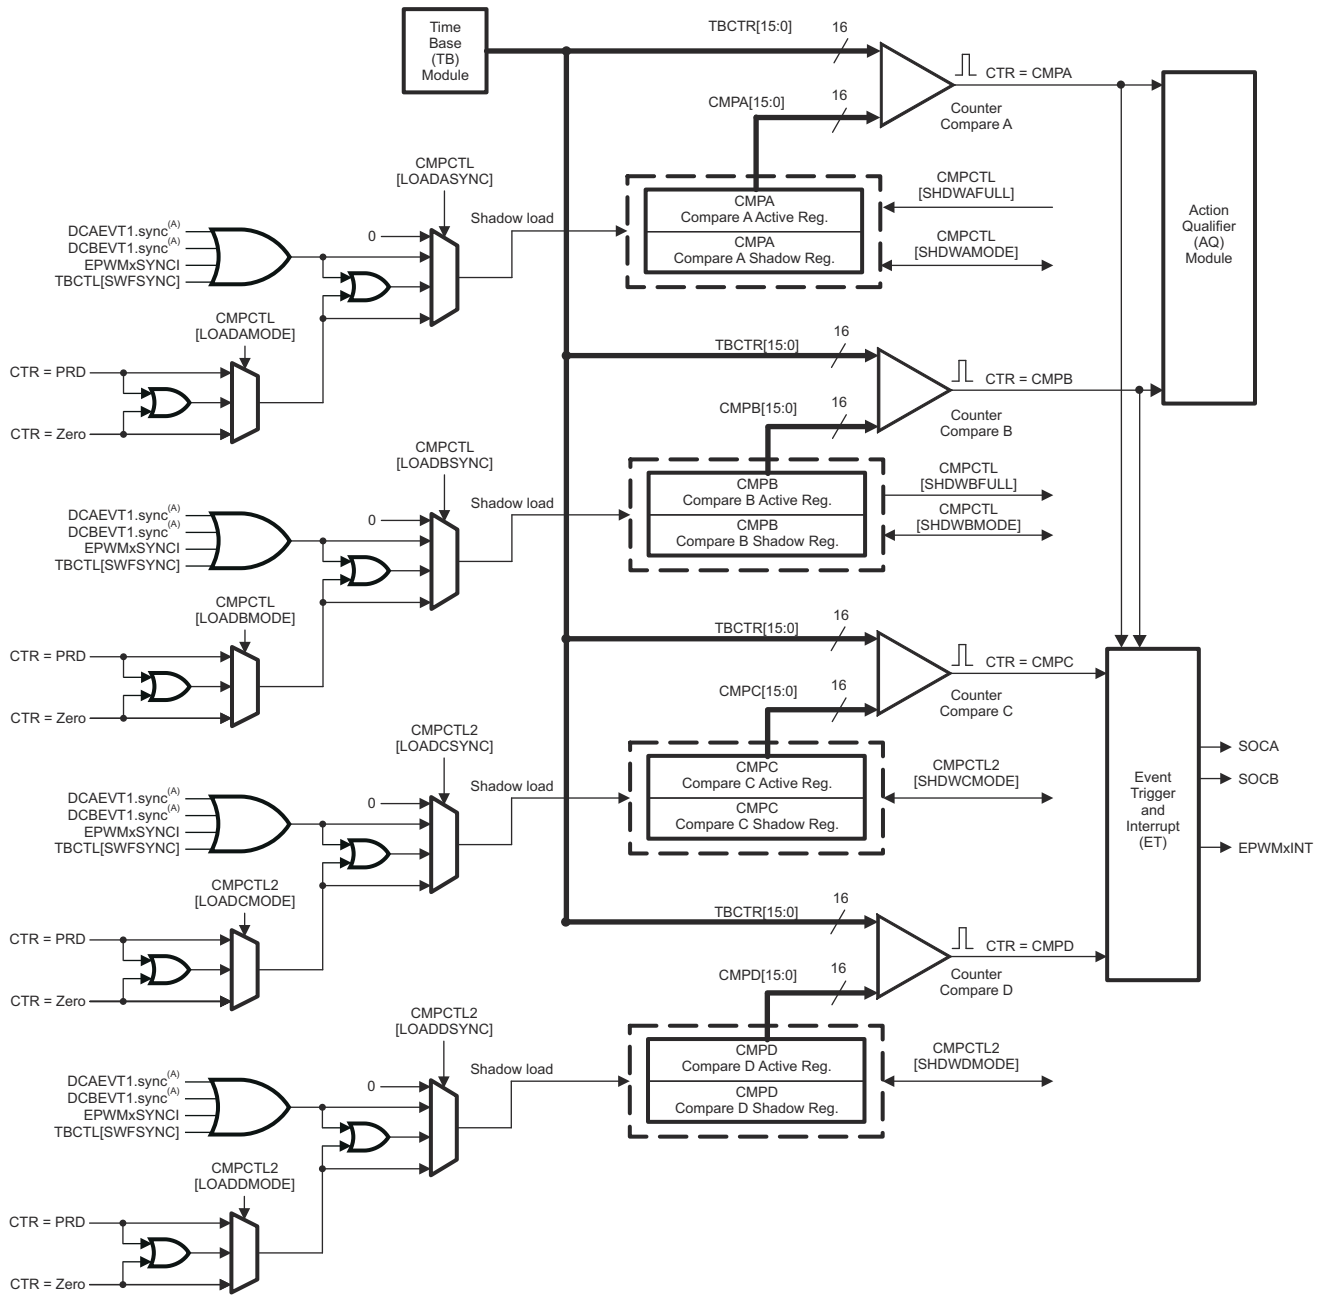 Time
Base
(TB)
Module
TBCTR[15:0]
16
CTR = CMPA
CMPA[15:0]
16
Counter
Compare A
CMPCTL
[LOADASYNC]
Shadow load
0
DCAEVT1.sync(A)
DCBEVT1.sync(A)
EPWMxSYNCI
TBCTL[SWFSYNC]
CMPA
Compare A Active Reg.
CMPA
Compare A Shadow Reg.
CMPCTL
[SHDWAFULL]
CMPCTL
[SHDWAMODE]
Action
Qualifier
(AQ)
Module
CMPCTL
[LOADAMODE]
CTR = PRD
CTR = Zero
TBCTR[15:0]
16
CTR = CMPB
CMPB[15:0]
16
Counter
Compare B
CMPCTL
[LOADBSYNC]
Shadow load
0
DCAEVT1.sync(A)
DCBEVT1.sync(A)
EPWMxSYNCI
TBCTL[SWFSYNC]
CMPB
Compare B Active Reg.
CMPB
Compare B Shadow Reg.
CMPCTL
[SHDWBFULL]
CMPCTL
[SHDWBMODE]
CMPCTL
[LOADBMODE]
CTR = PRD
CTR = Zero
TBCTR[15:0]
16
CTR = CMPC
CMPC[15:0]
16
Counter
Compare C
CMPCTL2
[LOADCSYNC]
Shadow load
0
DCAEVT1.sync(A)
DCBEVT1.sync(A)
EPWMxSYNCI
TBCTL[SWFSYNC]
CMPC
Compare C Active Reg.
CMPC
Compare C Shadow Reg.
CMPCTL2
[SHDWCMODE]
Event
Trigger
and
Interrupt
(ET)
SOCA
SOCB
EPWMxINT
CMPCTL2
[LOADCMODE]
CTR = PRD
CTR = Zero
TBCTR[15:0]
16
CTR = CMPD
CMPD[15:0]
16
Counter
Compare D
CMPCTL2
[LOADDSYNC]
Shadow load
0
DCAEVT1.sync(A)
DCBEVT1.sync(A)
EPWMxSYNCI
TBCTL[SWFSYNC]
CMPD
Compare D Active Reg.
CMPD
Compare D Shadow Reg.
CMPCTL2
[SHDWDMODE]
CMPCTL2
[LOADDMODE]
CTR = PRD
CTR = Zero